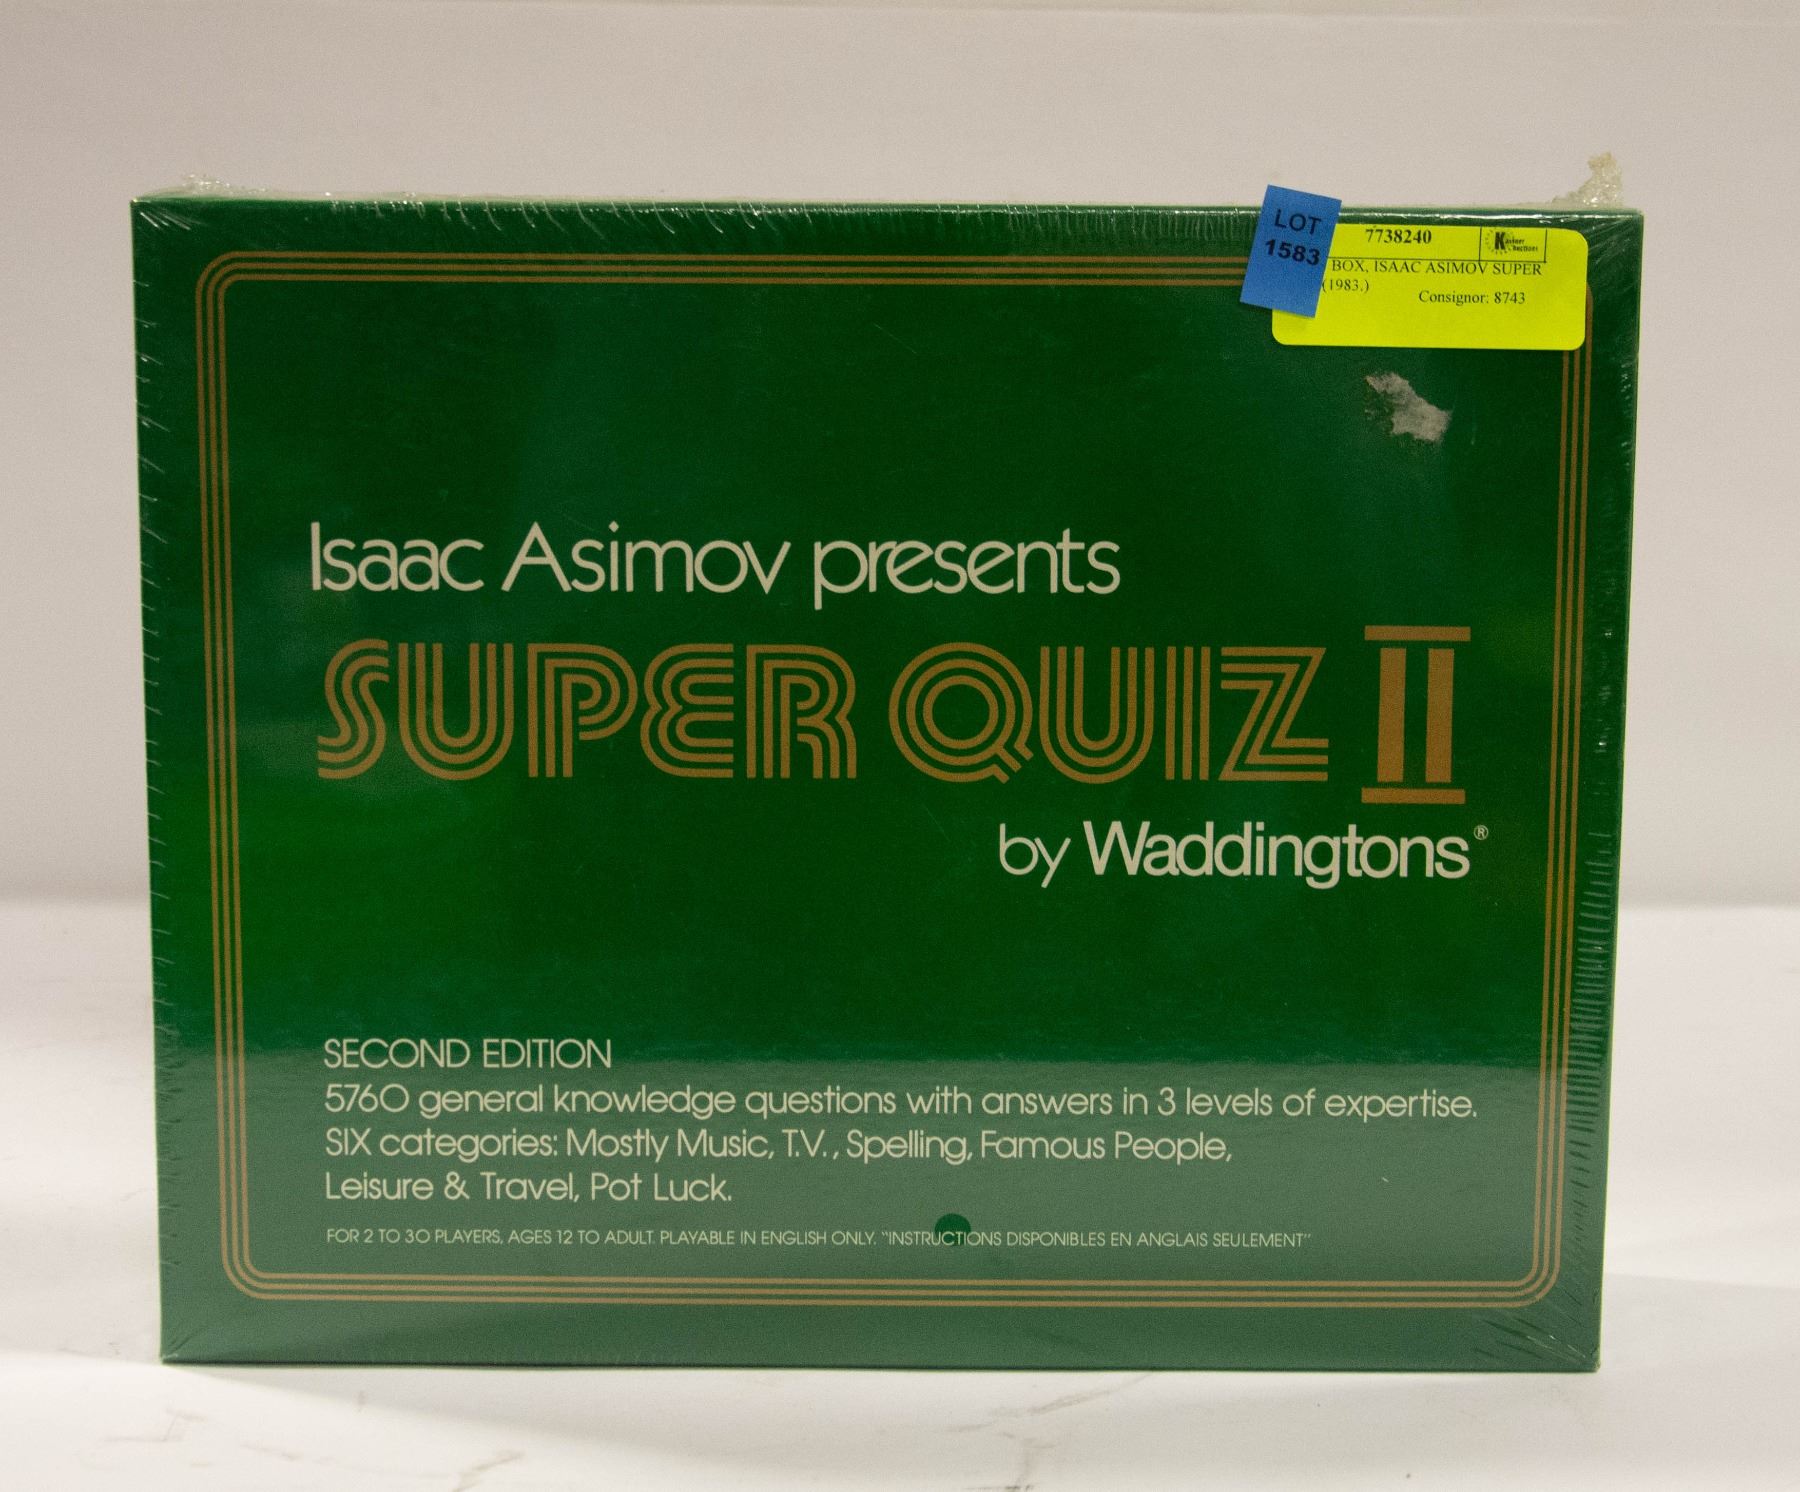 LOT
1583
7738240
Kastner
Auctions
BOX, ISAAC ASIMOV SUPER
(1983.)
Consignor: 8743
Isaac Asimov presents
SUPER QUIZ II
by Waddingtons®
SECOND EDITION
5760 general knowledge questions with answers in 3 levels of expertise.
SIX categories: Mostly Music, T.V., Spelling, Famous People,
Leisure & Travel, Pot Luck.
FOR 2 TO 30 PLAYERS, AGES 12 TO ADULT. PLAYABLE IN ENGLISH ONLY. "INSTRUCTIONS DISPONIBLES EN ANGLAIS SEULEMENT"